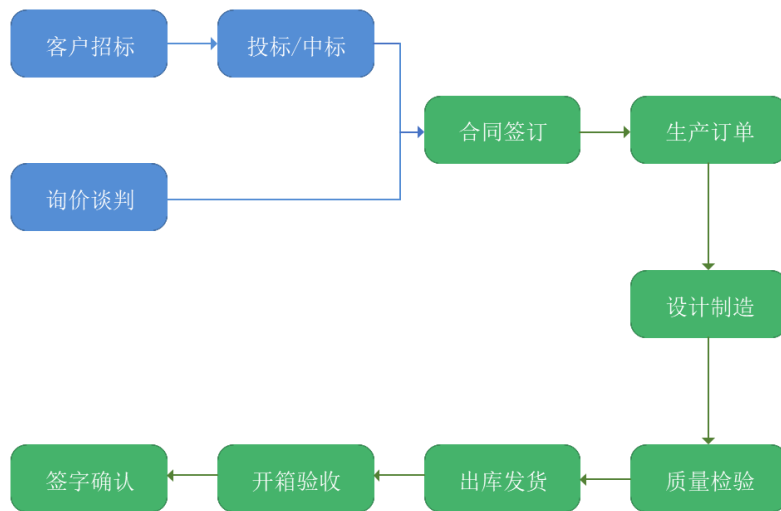 客户招标
投标/中标
合同签订
生产订单
询价谈判
设计制造
签字确认
开箱验收
出库发货
质量检验